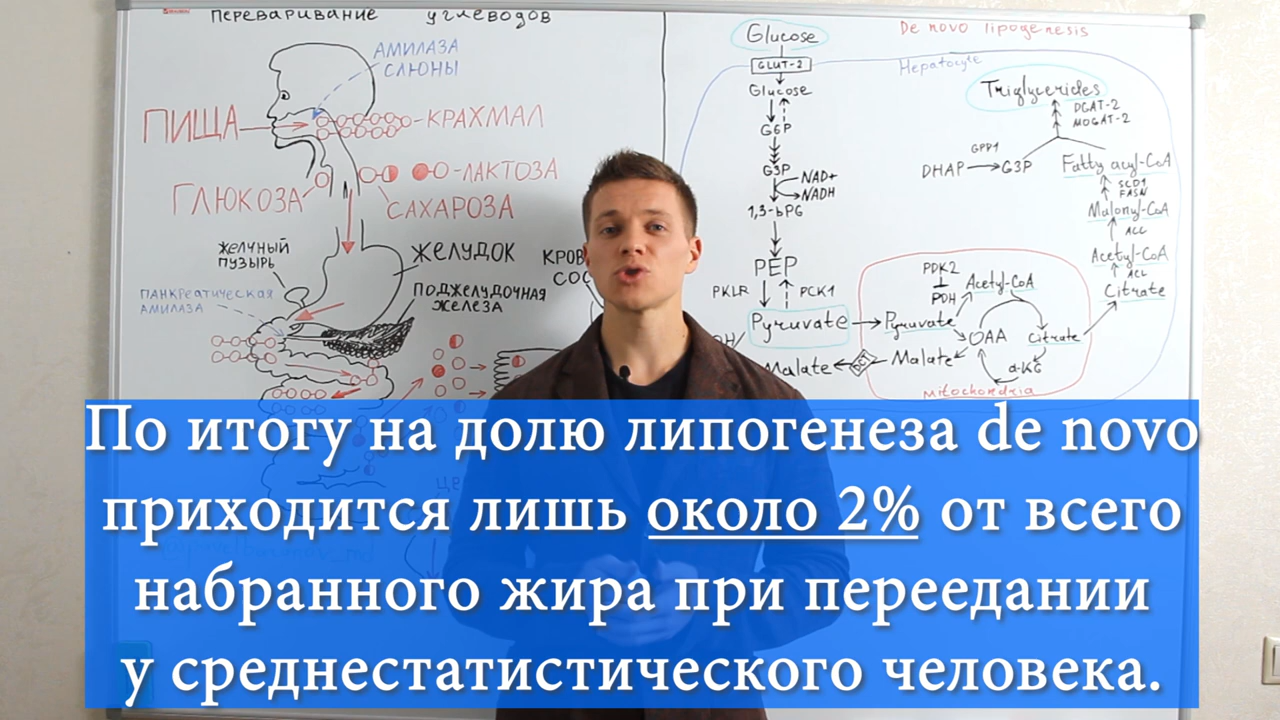 переваривание углеводов
АМИЛАЗА
СЛЮНЫ
ПИЩА
КРАХМАЛ
ЛАКТОЗА
ГЛЮКОЗА
САХАРОЗА
ЖЕЛЧНЫЙ
ПУЗЫРЬ
ЖЕЛУДОК
ПАНКРЕАТИЧЕСКАЯ
АМИЛАЗА
ПОДЖЕЛУДОЧНАЯ
ЖЕЛЕЗА
КРОВ
СОС
De novo lipogenesis
Glucose
GLUT-2
Hepatocyte
Glucose
G6P
G3P
NAD+
NADH
1,3-bPG
PEP
PKLR
PCK1
Pyruvate
Triglycerides
DGAT-2
MOGAT-2
GPP1
DHAP
G3P
Fatty acyl-CoA
SCD1
FASN
Malonyl-CoA
ACC
Acetyl-CoA
ACL
Citrate
PDK2
PDH
Acetyl-CoA
Pyruvate
OAA
Citrate
Malate
Malate
α-KG
Mitochondria
По итогу на долю липогенеза de novo
приходится лишь около 2% от всего
набранного жира при переедании
у среднестатистического человека.